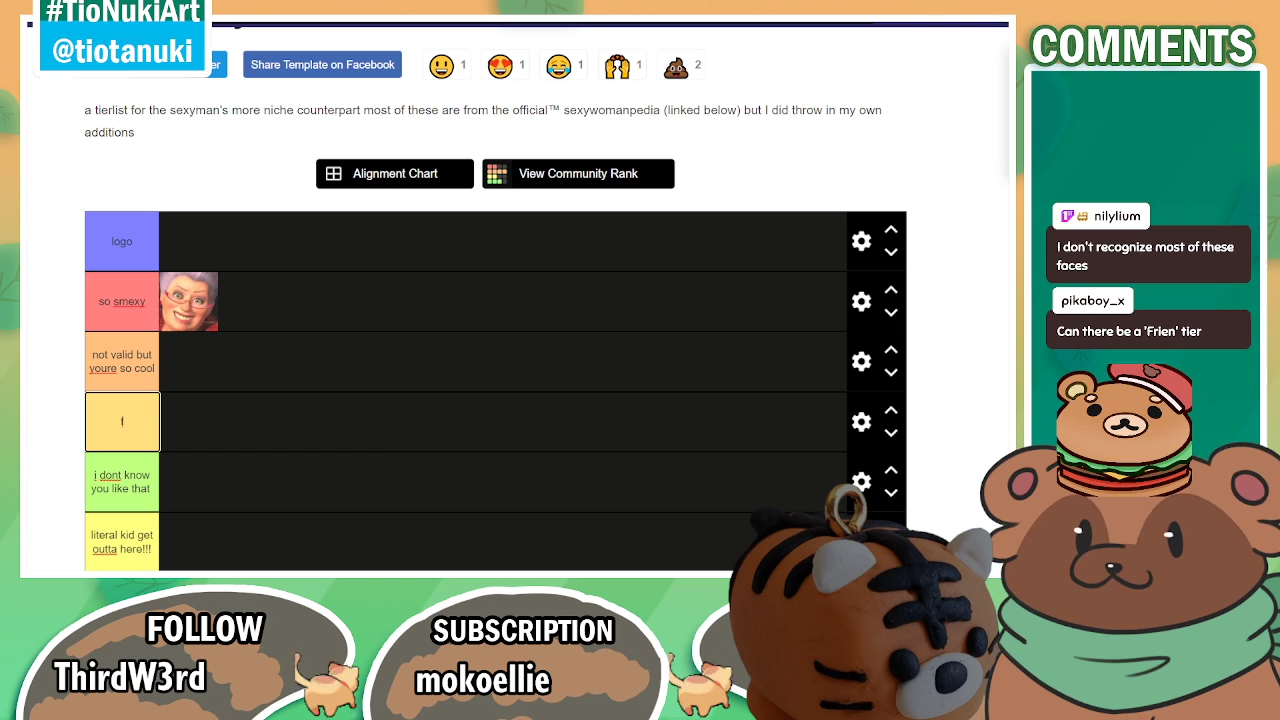 #TioNukiArt
@tiotanuki
er
Share Template on Facebook
1
1
1
1
2
a tierlist for the sexyman's more niche counterpart most of these are from the official™ sexywomanpedia (linked below) but I did throw in my own
additions
Alignment Chart
View Community Rank
logo
so smexy
not valid but
youre so cool
f
i dont know
you like that
literal kid get
outta here!!!
COMMENTS
nilylium
I don't recognize most of these
faces
pikaboy_x
Can there be a 'Frien' tier
FOLLOW
ThirdW3rd
SUBSCRIPTION
mokoellie